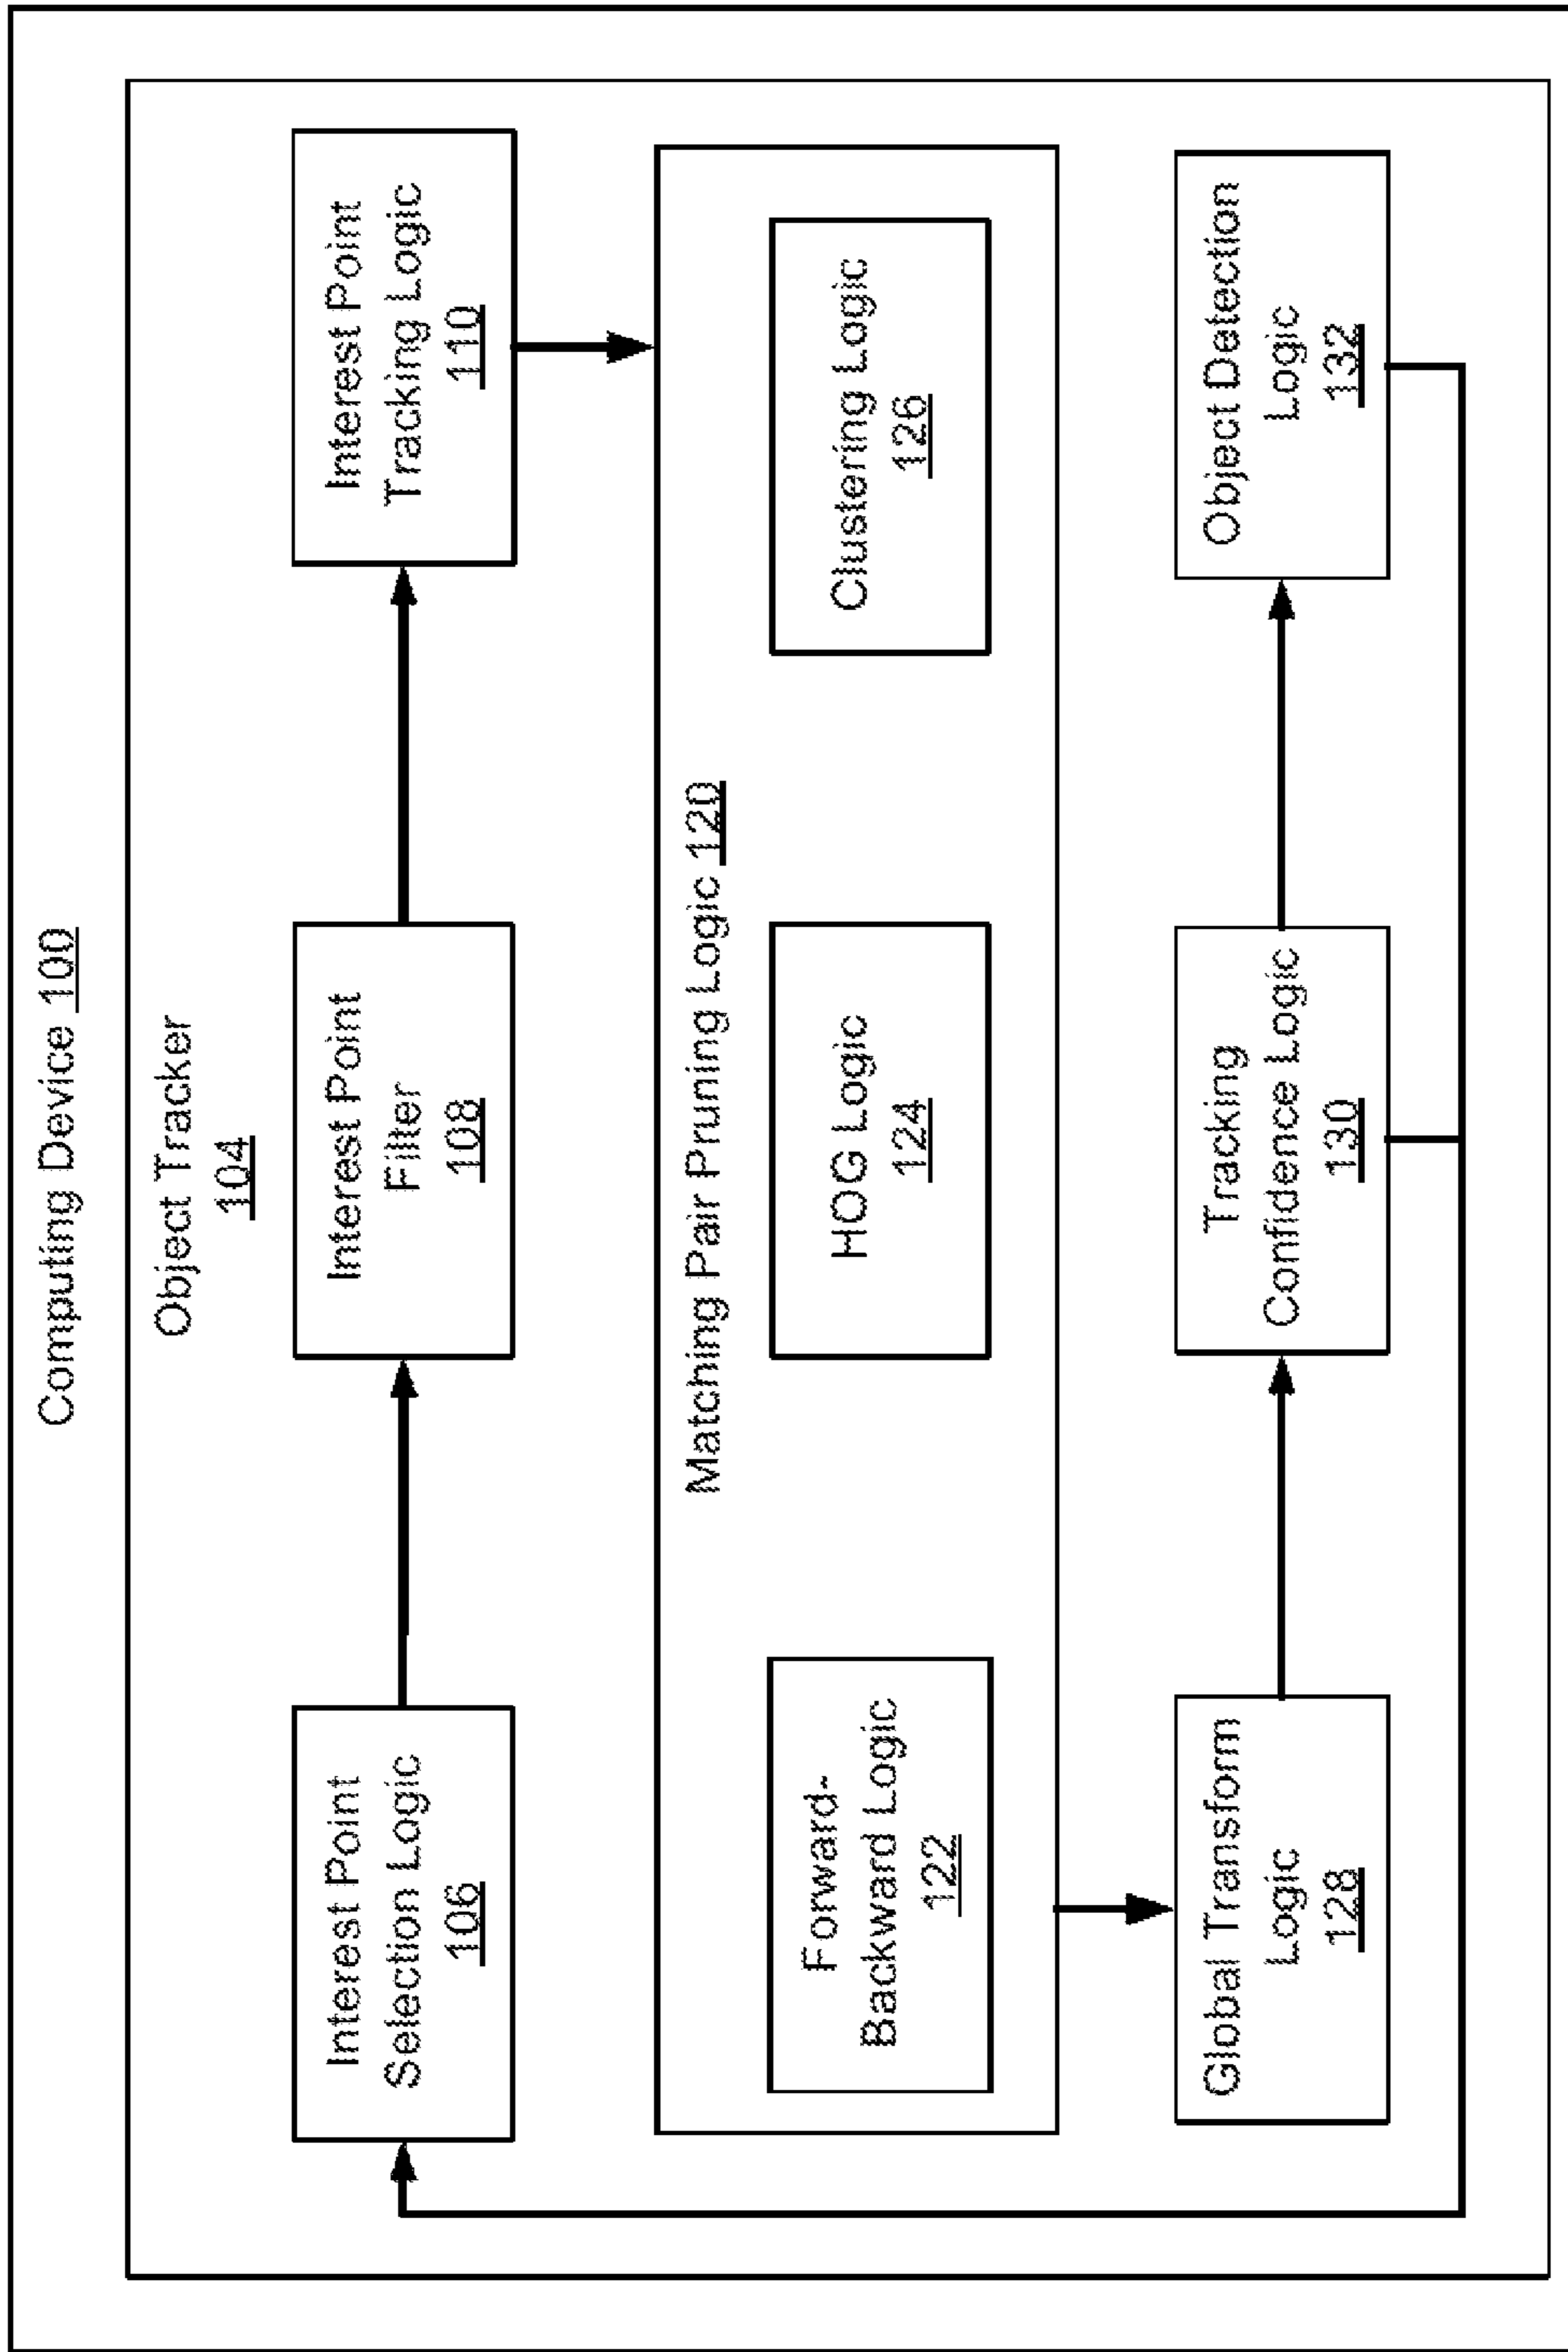 Computing Device 100
Object Tracker
104
Interest Point
Selection Logic
106
Interest Point
Filter
108
Interest Point
Tracking Logic
110
Matching Pair Pruning Logic 120
Forward-
Backward Logic
122
HOG Logic
124
Clustering Logic
126
Global Transform
Logic
128
Tracking
Confidence Logic
130
Object Detection
Logic
132